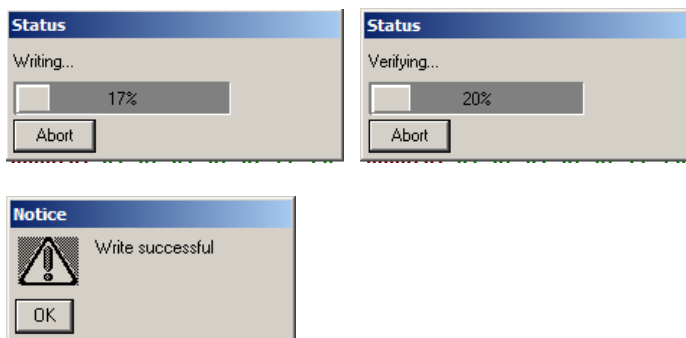 Status
Writing...
17%
Abort
Status
Verifying...
20%
Abort
Notice
Write successful
OK